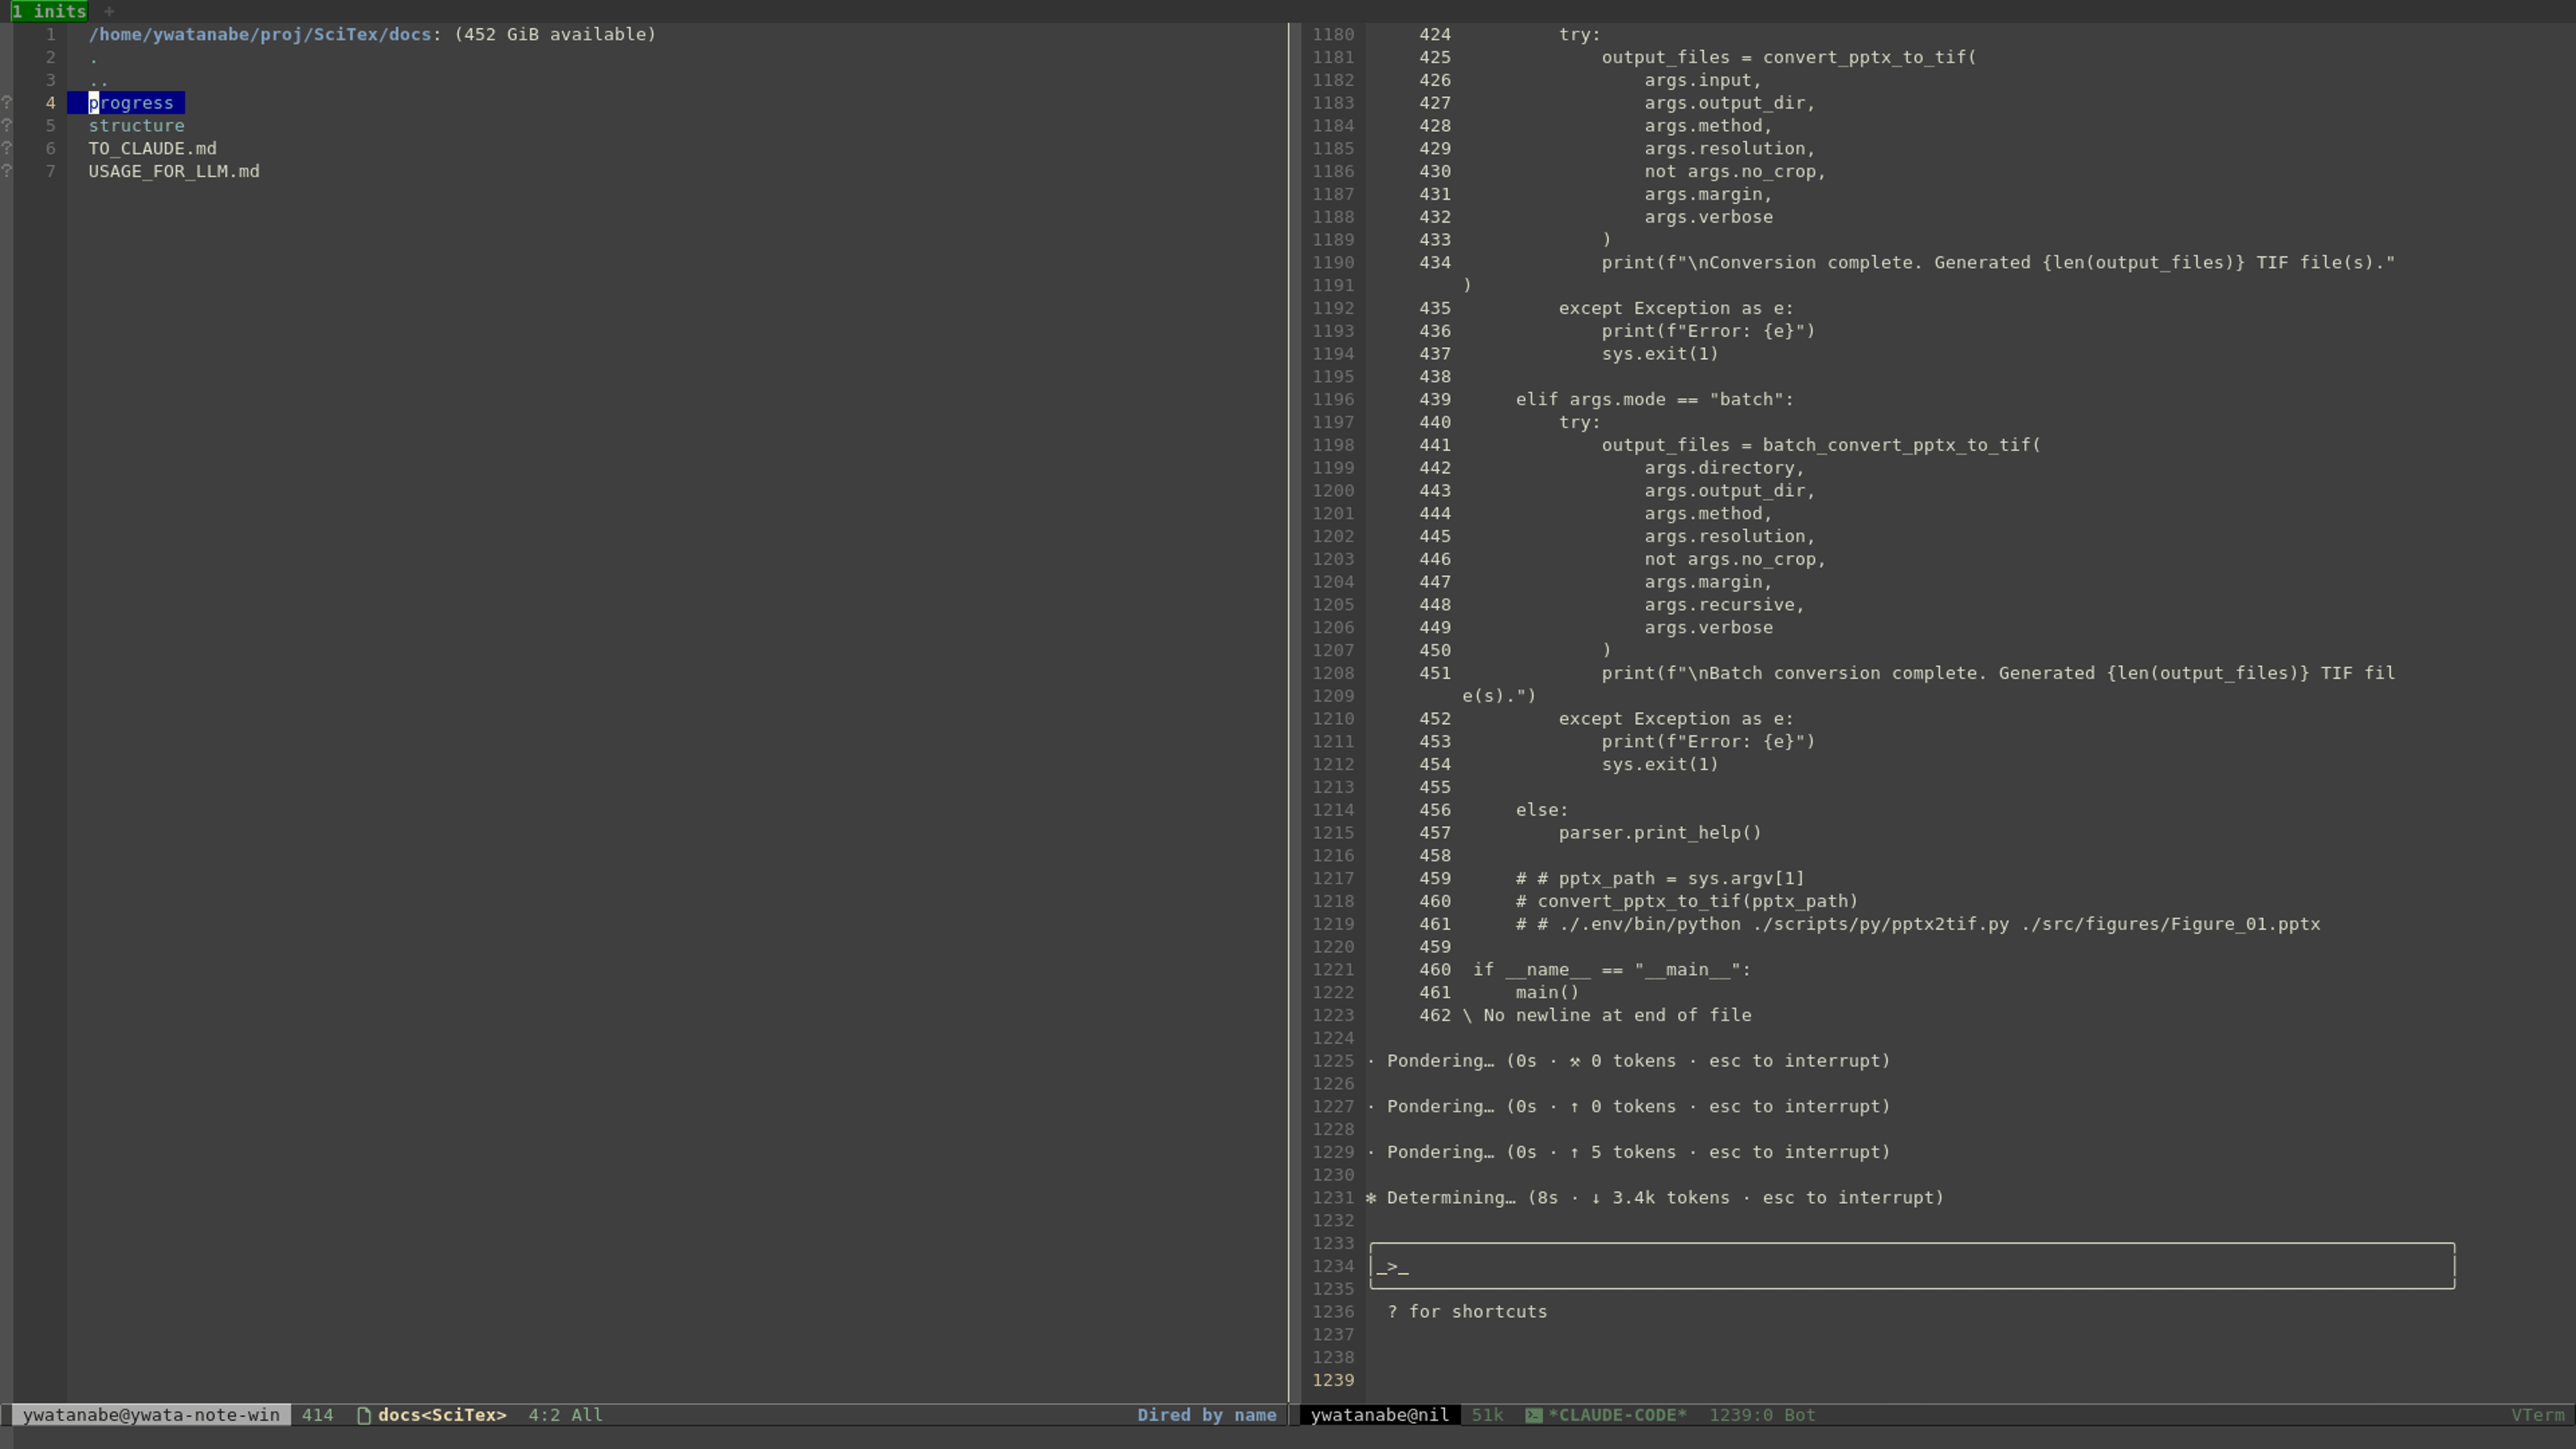 1 inits +
1 /home/ywatanabe/proj/SciTex/docs: (452 GiB available)
2 .
3 ..
? 4 progress
? 5 structure
? 6 TO_CLAUDE.md
? 7 USAGE_FOR_LLM.md
ywatanabe@ywata-note-win 414 docs<SciTex> 4:2 All Dired by name
1180 424 try:
1181 425 output_files = convert_pptx_to_tif(
1182 426 args.input,
1183 427 args.output_dir,
1184 428 args.method,
1185 429 args.resolution,
1186 430 not args.no_crop,
1187 431 args.margin,
1188 432 args.verbose
1189 433 )
1190 434 print(f"\nConversion complete. Generated {len(output_files)} TIF file(s)."
1191 )
1192 435 except Exception as e:
1193 436 print(f"Error: {e}")
1194 437 sys.exit(1)
1195 438
1196 439 elif args.mode == "batch":
1197 440 try:
1198 441 output_files = batch_convert_pptx_to_tif(
1199 442 args.directory,
1200 443 args.output_dir,
1201 444 args.method,
1202 445 args.resolution,
1203 446 not args.no_crop,
1204 447 args.margin,
1205 448 args.recursive,
1206 449 args.verbose
1207 450 )
1208 451 print(f"\nBatch conversion complete. Generated {len(output_files)} TIF fil
1209 e(s).")
1210 452 except Exception as e:
1211 453 print(f"Error: {e}")
1212 454 sys.exit(1)
1213 455
1214 456 else:
1215 457 parser.print_help()
1216 458
1217 459 # # pptx_path = sys.argv[1]
1218 460 # convert_pptx_to_tif(pptx_path)
1219 461 # # ./.env/bin/python ./scripts/py/pptx2tif.py ./src/figures/Figure_01.pptx
1220 459
1221 460 if __name__ == "__main__":
1222 461 main()
1223 462 \ No newline at end of file
1224
1225 · Pondering… (0s · ⚒ 0 tokens · esc to interrupt)
1226
1227 · Pondering… (0s · ↑ 0 tokens · esc to interrupt)
1228
1229 · Pondering… (0s · ↑ 5 tokens · esc to interrupt)
1230
1231 ✻ Determining… (8s · ↓ 3.4k tokens · esc to interrupt)
1232
1233
1234 _>_
1235
1236 ? for shortcuts
1237
1238
1239
ywatanabe@nil 51k *CLAUDE-CODE* 1239:0 Bot VTerm